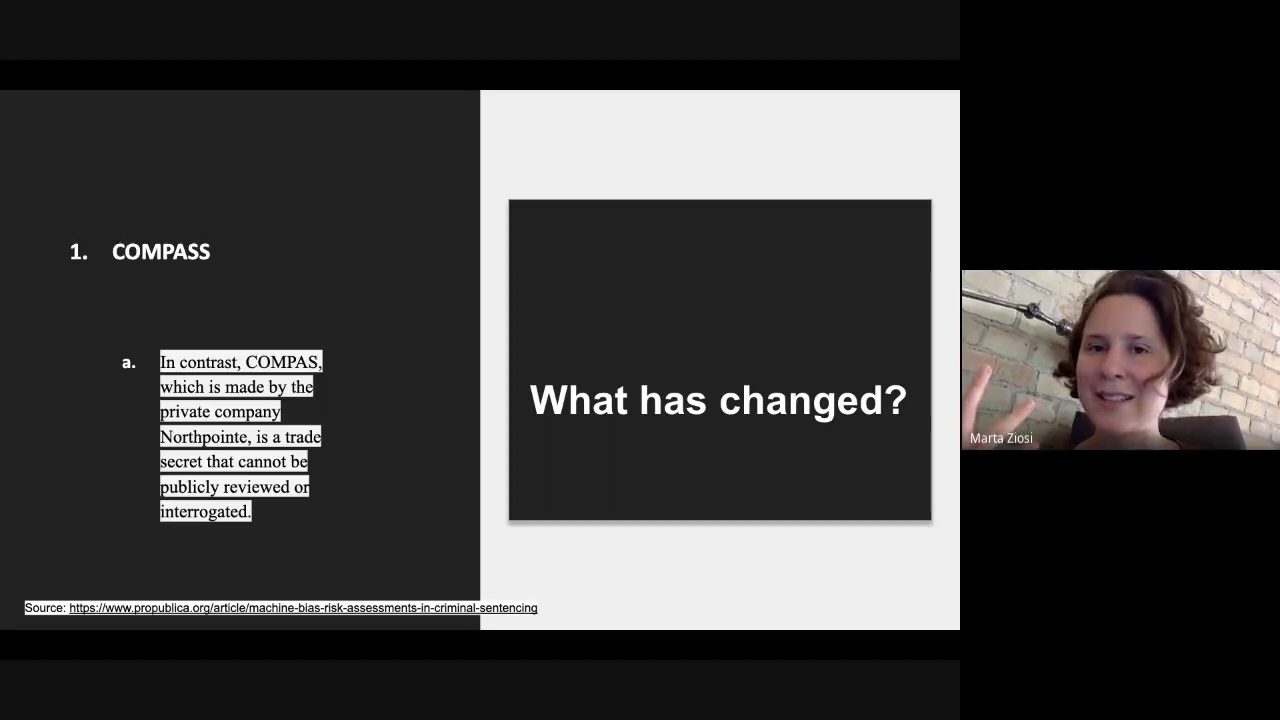 1. COMPASS
a. In contrast, COMPAS,
which is made by the
private company
Northpointe, is a trade
secret that cannot be
publicly reviewed or
interrogated.
What has changed?
Source: https://www.propublica.org/article/machine-bias-risk-assessments-in-criminal-sentencing
Marta Ziosi